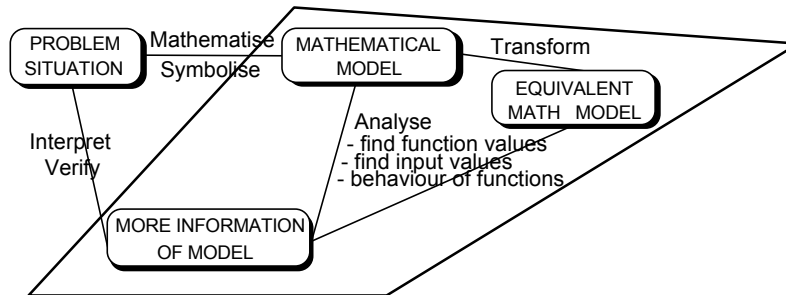 PROBLEM
SITUATION
Mathematise
Symbolise
MATHEMATICAL
MODEL
Transform
EQUIVALENT
MATH MODEL
Interpret
Verify
Analyse
- find function values
- find input values
- behaviour of functions
MORE INFORMATION
OF MODEL